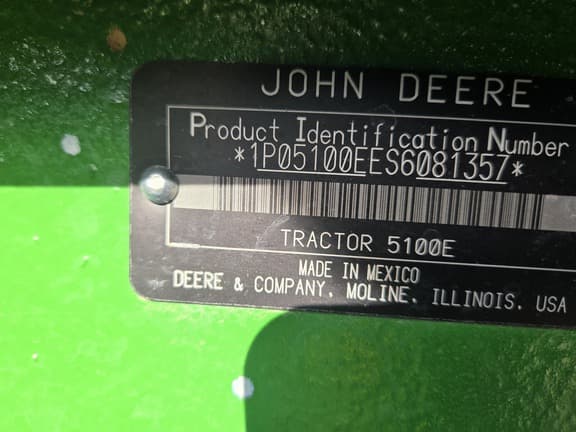 JOHN DEERE
Product Identification Number
*1P05100EES6081357*
TRACTOR 5100E
MADE IN MEXICO
DEERE & COMPANY, MOLINE, ILLINOIS, USA